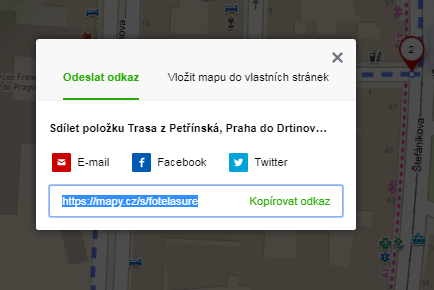 Odeslat odkaz
Vložit mapu do vlastních stránek
Sdílet položku Trasa z Petřínská, Praha do Drtinov…
E-mail
Facebook
Twitter
https://mapy.cz/s/fotelasure
Kopírovat odkaz
2
Štefánikova